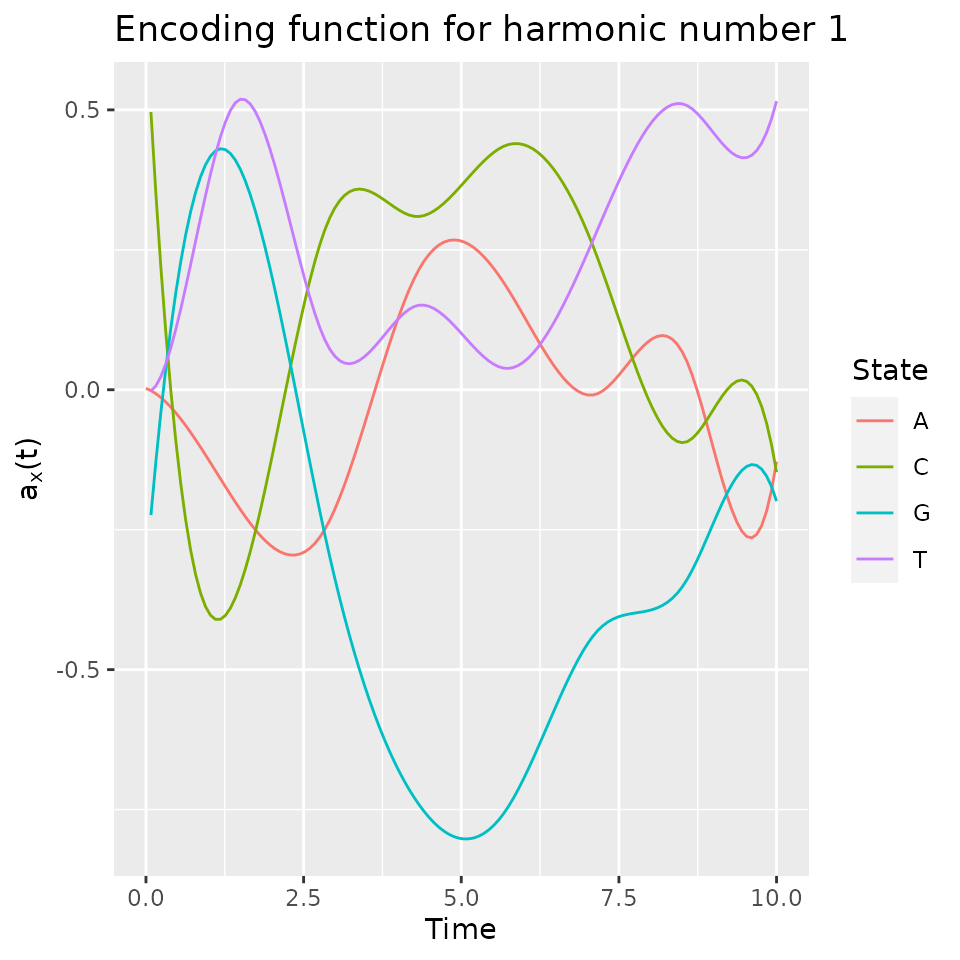 Encoding function for harmonic number 1
0.5
0.0
-0.5
aₓ(t)
0.0 2.5 5.0 7.5 10.0
Time
State
A
C
G
T